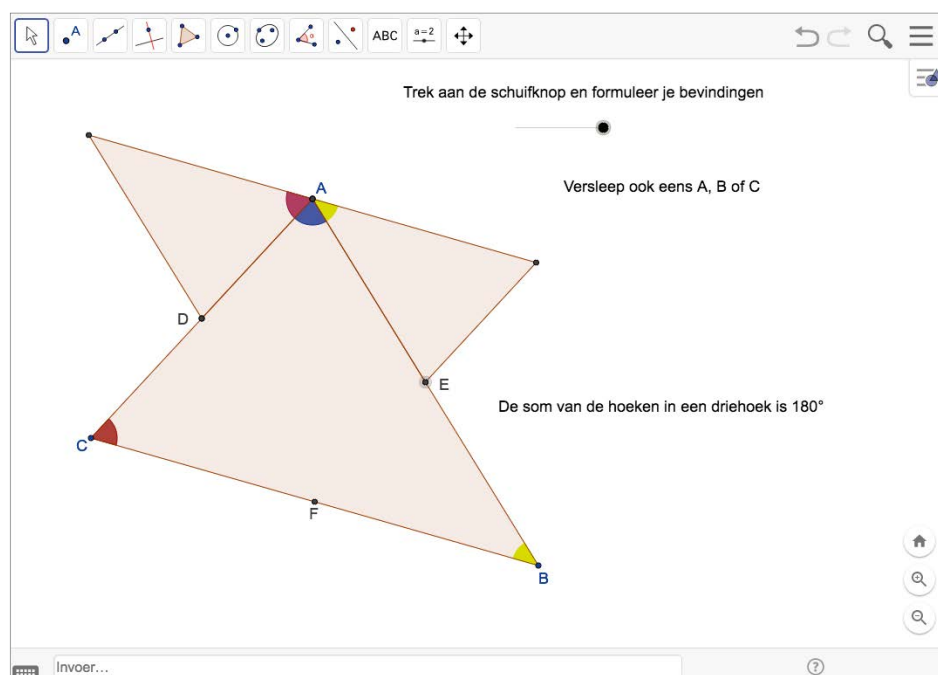 A ABC a=2
Trek aan de schuifknop en formuleer je bevindingen
A
Versleep ook eens A, B of C
D
E
De som van de hoeken in een driehoek is 180°
C
F
B
Invoer...
?